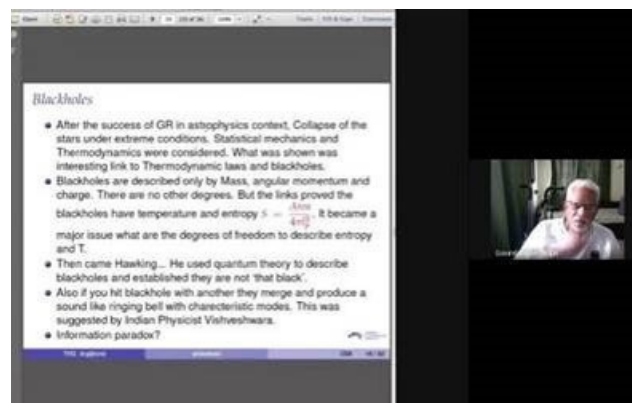 Blackholes
After the success of GR in astrophysics context, Collapse of the
stars under extreme conditions. Statistical mechanics and
Thermodynamics were considered. What was shown was
interesting link to Thermodynamic laws and blackholes.
Blackholes are described only by Mass, angular momentum and
charge. There are no other degrees. But the links proved the
blackholes have temperature and entropy S = Area. It became a
major issue what are the degrees of freedom to describe entropy
and T.
Then came Hawking... He used quantum theory to describe
blackholes and established they are not 'that black'.
Also if you hit blackhole with another they merge and produce a
sound like ringing bell with charecteristic modes. This was
suggested by Indian Physicist Vishveshwara.
Information paradox?